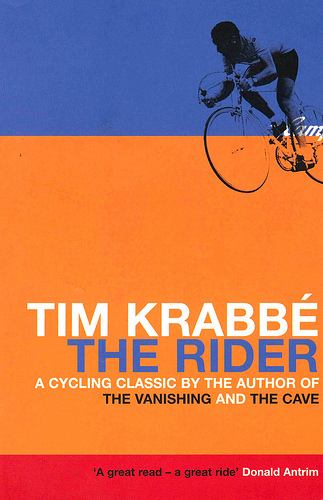 Camp
TIM KRABBÉ
THE RIDER
A CYCLING CLASSIC BY THE AUTHOR OF
THE VANISHING AND THE CAVE
'A great read – a great ride' Donald Antrim